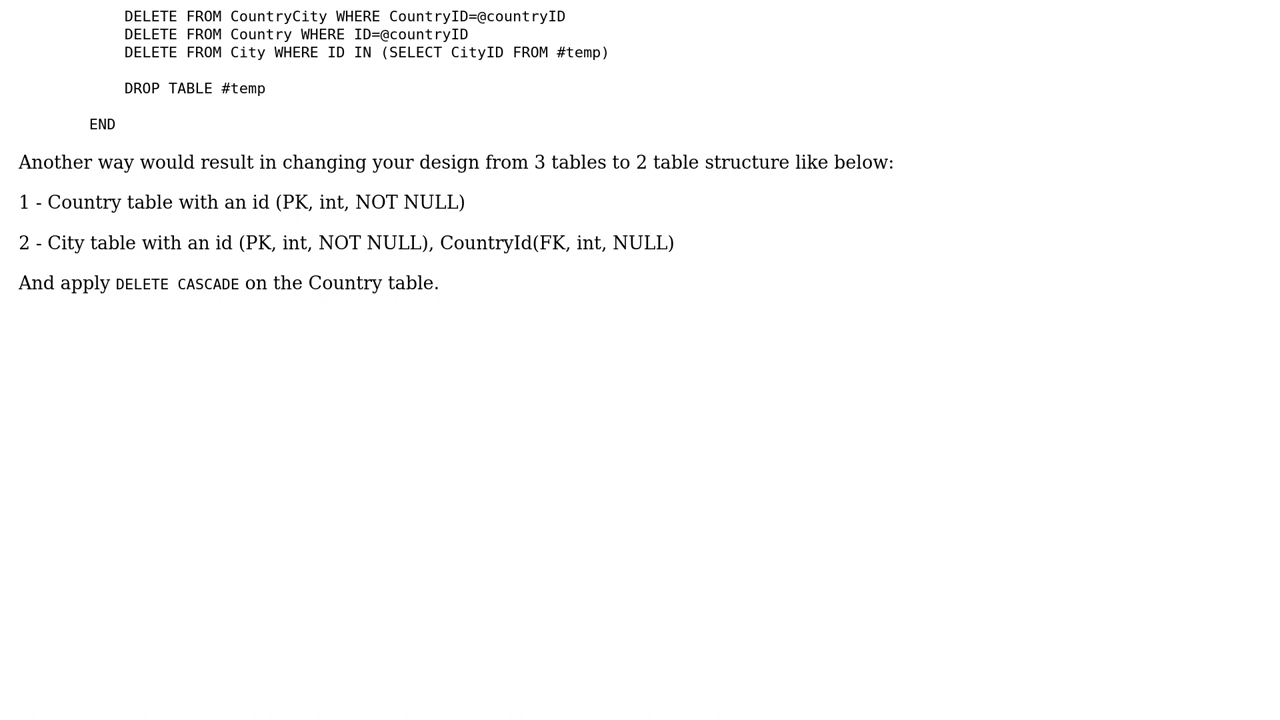 DELETE FROM CountryCity WHERE CountryID=@countryID
DELETE FROM Country WHERE ID=@countryID
DELETE FROM City WHERE ID IN (SELECT CityID FROM #temp)
DROP TABLE #temp
END
Another way would result in changing your design from 3 tables to 2 table structure like below:
1 - Country table with an id (PK, int, NOT NULL)
2 - City table with an id (PK, int, NOT NULL), CountryId(FK, int, NULL)
And apply DELETE CASCADE on the Country table.